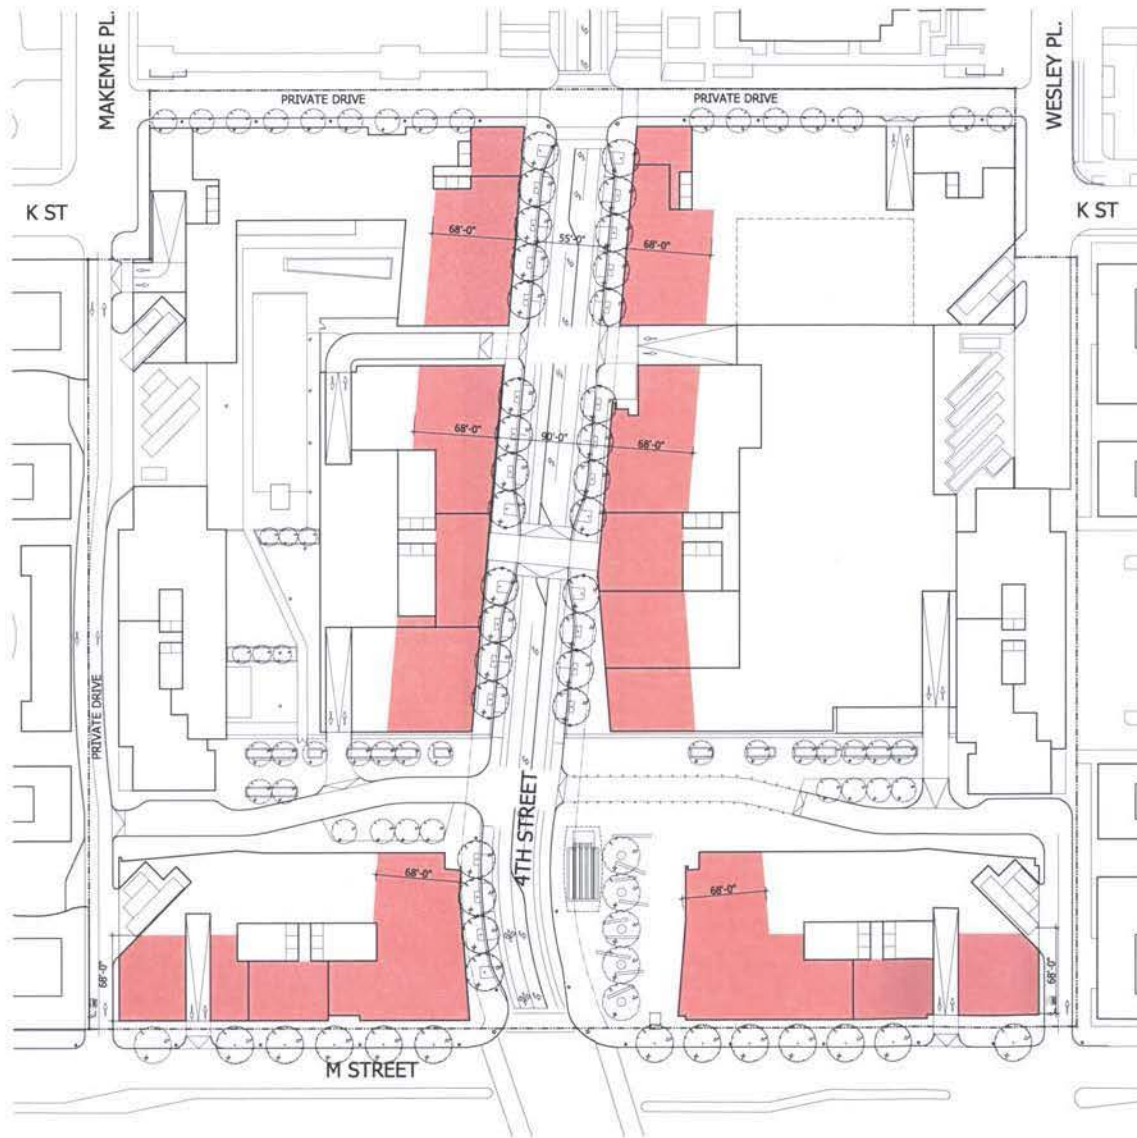 MAKEMIE PL.
WESLEY PL.
PRIVATE DRIVE
PRIVATE DRIVE
K ST
K ST
68'-0"
55'-0"
68'-0"
68'-0"
90'-0"
68'-0"
PRIVATE DRIVE
4TH STREET
68'-0"
68'-0"
68'-0"
68'-0"
M STREET